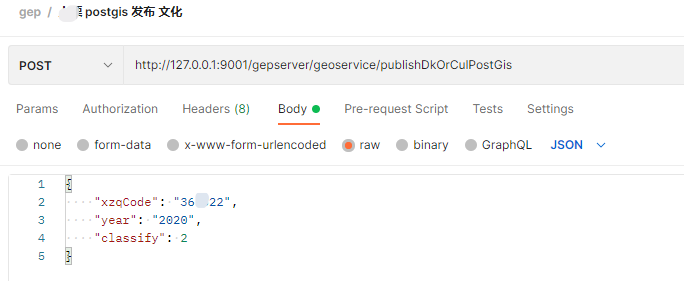 gep / postgis 发布 文化
POST http://127.0.0.1:9001/gepserver/geoservice/publishDkOrCulPostGis
Params Authorization Headers (8) Body Pre-request Script Tests Settings
none form-data x-www-form-urlencoded raw binary GraphQL JSON
1 {
2 "xzqCode": "36 22",
3 "year": "2020",
4 "classify": 2
5 }